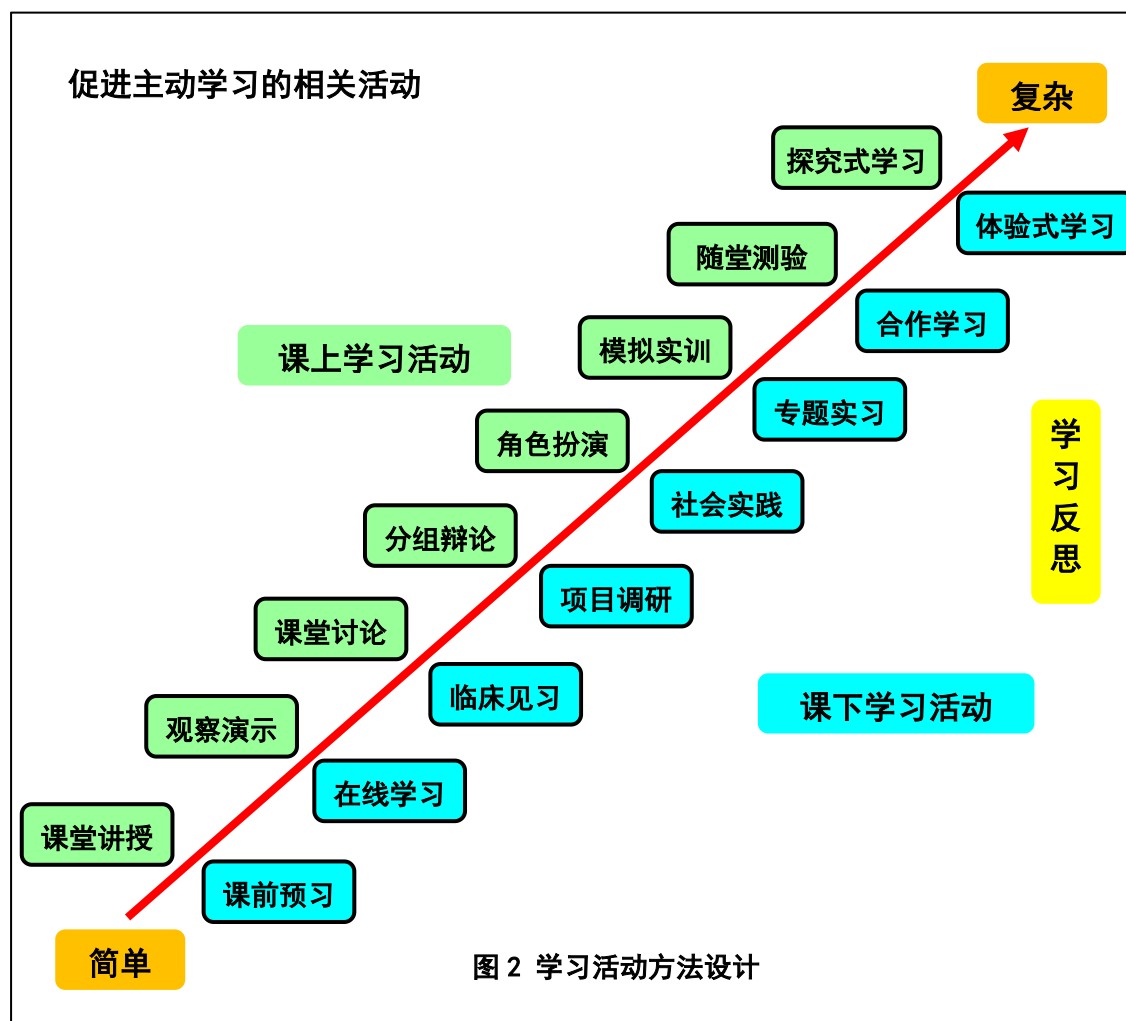 促进主动学习的相关活动
复杂
探究式学习
体验式学习
随堂测验
合作学习
模拟实训
课上学习活动
专题实习
角色扮演
学习反思
社会实践
分组辩论
项目调研
课堂讨论
临床见习
课下学习活动
观察演示
在线学习
课堂讲授
课前预习
简单
图 2 学习活动方法设计